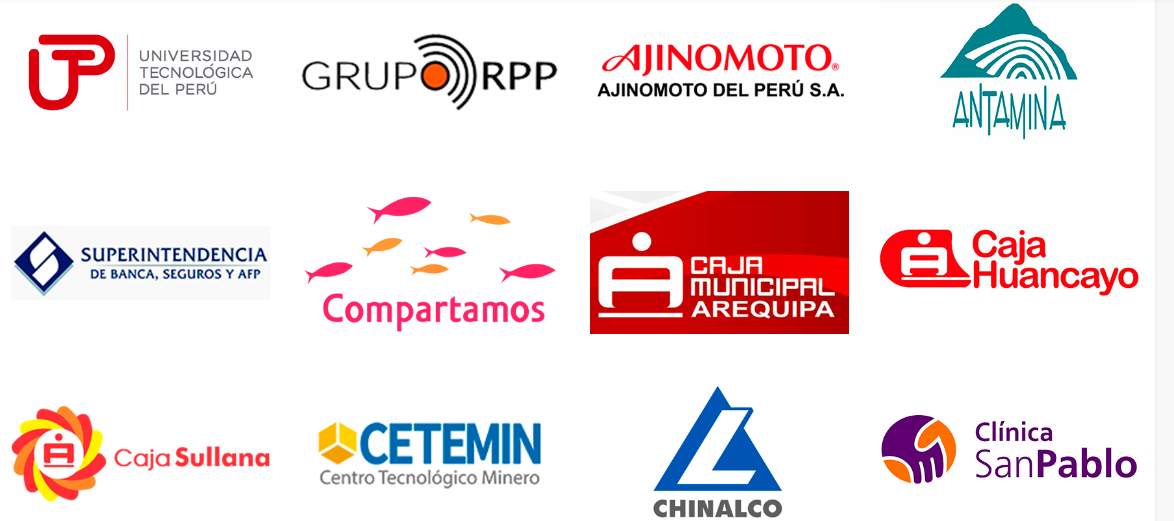 UTP
UNIVERSIDAD
TECNOLÓGICA
DEL PERÚ
GRUPO RPP
AJINOMOTO®
AJINOMOTO DEL PERÚ S.A.
ANTAMINA
SUPERINTENDENCIA
DE BANCA, SEGUROS Y AFP
Compartamos
CAJA
MUNICIPAL
AREQUIPA
Caja
Huancayo
Caja Sullana
CETEMIN
Centro Tecnológico Minero
CHINALCO
Clínica
SanPablo